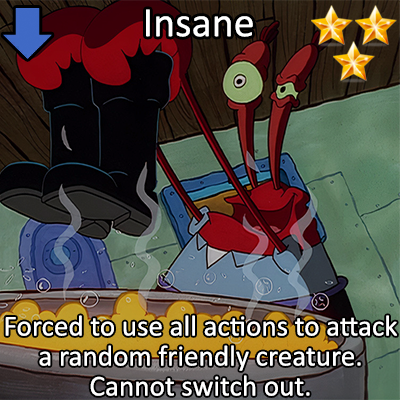 Insane
Forced to use all actions to attack
a random friendly creature.
Cannot switch out.